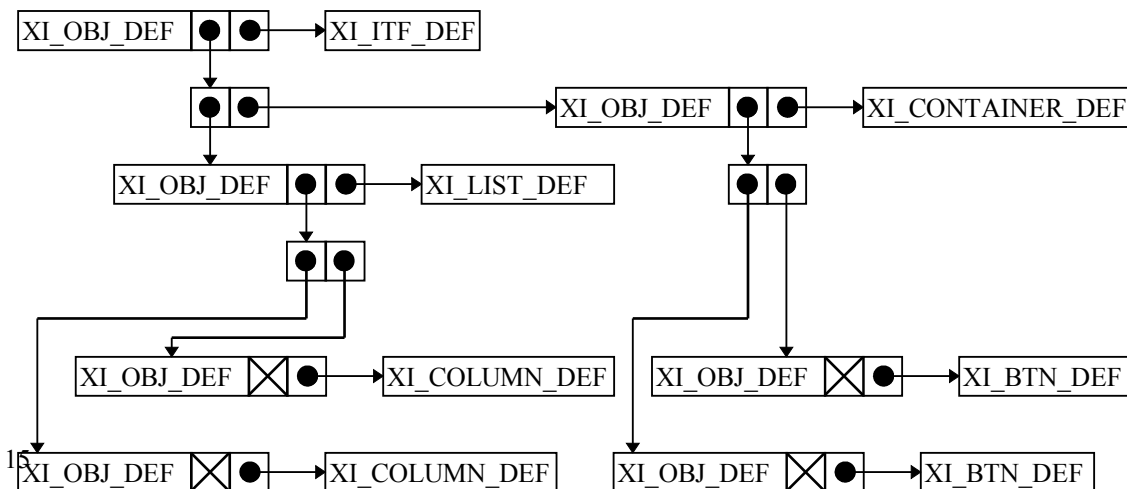 XI_OBJ_DEF XI_ITF_DEF
XI_OBJ_DEF XI_CONTAINER_DEF
XI_OBJ_DEF XI_LIST_DEF
XI_OBJ_DEF XI_COLUMN_DEF XI_OBJ_DEF XI_BTN_DEF
15
XI_OBJ_DEF XI_COLUMN_DEF XI_OBJ_DEF XI_BTN_DEF